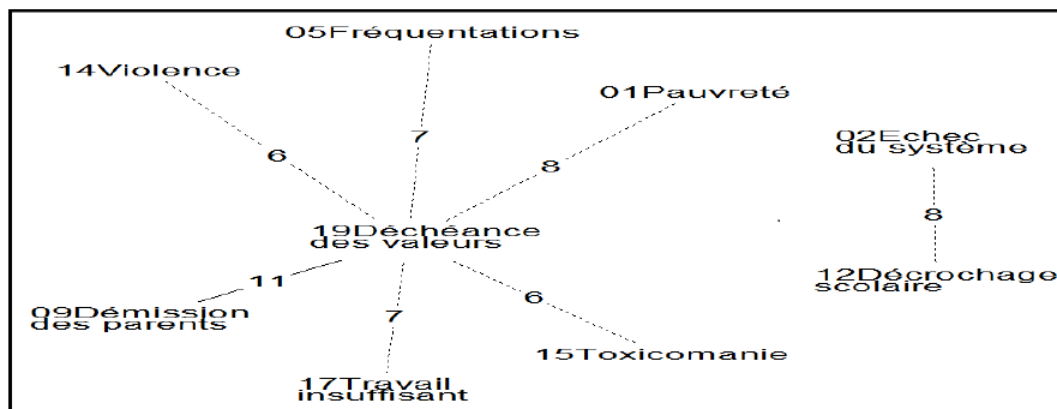 05Fréquentations
14Violence
01Pauvreté
02Echec
du système
7
6
8
8
19Déchéance
des valeurs
12Décrochage
scolaire
11
6
09Démission
des parents
7
15Toxicomanie
17Travail
insuffisant